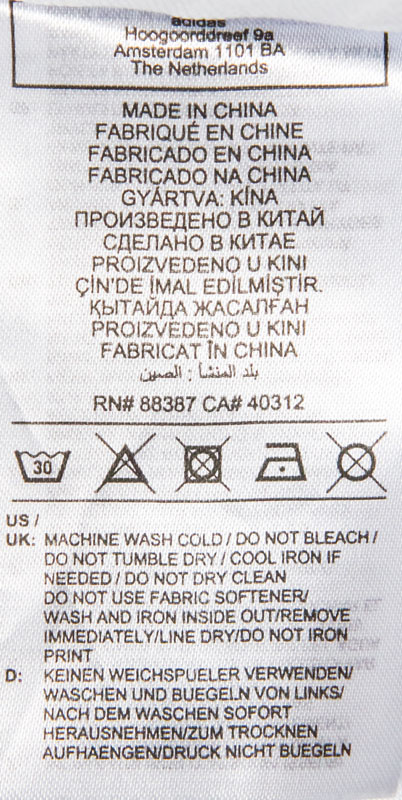 adidas
Hoogoorddreef 9a
Amsterdam 1101 BA
The Netherlands
MADE IN CHINA
FABRIQUÉ EN CHINE
FABRICADO EN CHINA
FABRICADO NA CHINA
GYÁRTVA: KÍNA
ПРОИЗВЕДЕНО В КИТАЙ
СДЕЛАНО В КИТАЕ
PROIZVEDENO U KINI
ÇİN'DE İMAL EDİLMİŞTİR.
ҚЫТАЙДА ЖАСАЛҒАН
PROIZVEDENO U KINI
FABRICAT ÎN CHINA
بلد المنشأ : الصين
RN# 88387 CA# 40312
30
US /
UK: MACHINE WASH COLD / DO NOT BLEACH /
DO NOT TUMBLE DRY / COOL IRON IF
NEEDED / DO NOT DRY CLEAN
DO NOT USE FABRIC SOFTENER/
WASH AND IRON INSIDE OUT/REMOVE
IMMEDIATELY/LINE DRY/DO NOT IRON
PRINT
D: KEINEN WEICHSPUELER VERWENDEN/
WASCHEN UND BUEGELN VON LINKS/
NACH DEM WASCHEN SOFORT
HERAUSNEHMEN/ZUM TROCKNEN
AUFHAENGEN/DRUCK NICHT BUEGELN